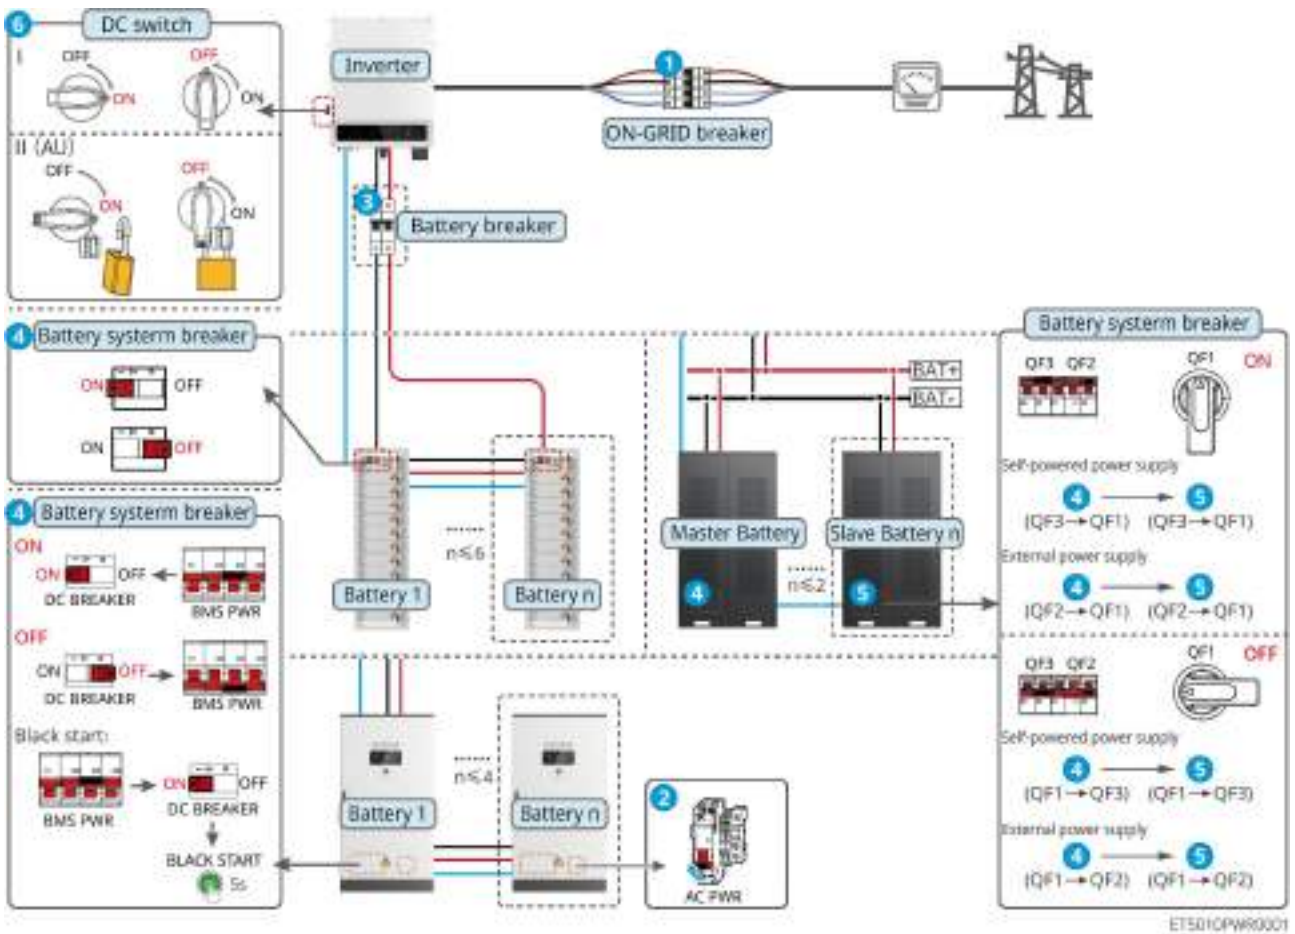 6
DC switch
I
OFF
ON
OFF
ON
II (AU)
OFF
ON
OFF
ON
Inverter
1
ON-GRID breaker
3
Battery breaker
4
Battery systerm breaker
ON
OFF
ON
OFF
4
Battery systerm breaker
ON
ON
OFF
DC BREAKER
BMS PWR
OFF
ON
OFF
DC BREAKER
BMS PWR
Black start:
BMS PWR
ON
OFF
DC BREAKER
BLACK START
5s
n≤6
Battery 1
Battery n
BAT+
BAT-
Master Battery
Slave Battery n
4
n≤2
5
n≤4
Battery 1
Battery n
2
AC PWR
Battery systerm breaker
QF3 QF2
QF1
ON
Self-powered power supply
4 → 5
(QF3→QF1) (QF3→QF1)
External power supply
4 → 5
(QF2→QF1) (QF2→QF1)
QF3 QF2
QF1
OFF
Self-powered power supply
4 → 5
(QF1→QF3) (QF1→QF3)
External power supply
4 → 5
(QF1→QF2) (QF1→QF2)
ET5010PWR0001